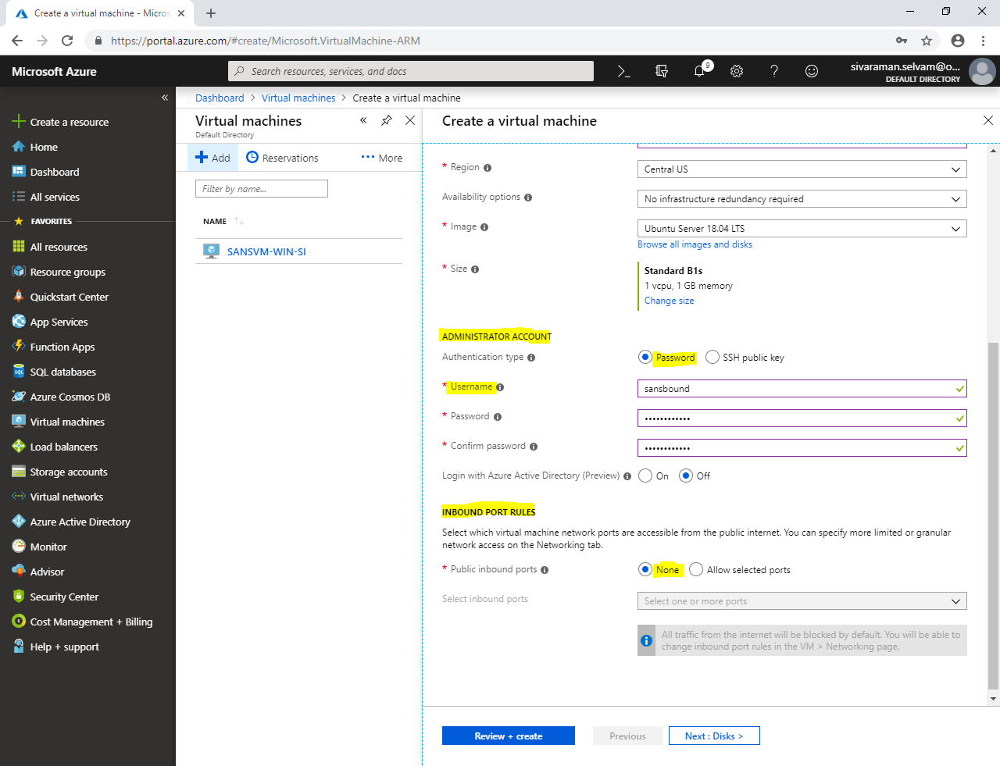 Create a virtual machine - Micros
https://portal.azure.com/#create/Microsoft.VirtualMachine-ARM
Microsoft Azure
Search resources, services, and docs
9
sivaraman.selvam@o...
DEFAULT DIRECTORY
Create a resource
Home
Dashboard
All services
FAVORITES
All resources
Resource groups
Quickstart Center
App Services
Function Apps
SQL databases
Azure Cosmos DB
Virtual machines
Load balancers
Storage accounts
Virtual networks
Azure Active Directory
Monitor
Advisor
Security Center
Cost Management + Billing
Help + support
Dashboard > Virtual machines > Create a virtual machine
Virtual machines
Default Directory
Add
Reservations
More
Filter by name...
NAME
SANSVM-WIN-SI
Create a virtual machine
* Region
Central US
Availability options
No infrastructure redundancy required
* Image
Ubuntu Server 18.04 LTS
Browse all images and disks
* Size
Standard B1s
1 vcpu, 1 GB memory
Change size
ADMINISTRATOR ACCOUNT
Authentication type
Password
SSH public key
* Username
sansbound
* Password
••••••••••••
* Confirm password
••••••••••••
Login with Azure Active Directory (Preview)
On
Off
INBOUND PORT RULES
Select which virtual machine network ports are accessible from the public internet. You can specify more limited or granular
network access on the Networking tab.
* Public inbound ports
None
Allow selected ports
Select inbound ports
Select one or more ports
All traffic from the internet will be blocked by default. You will be able to
change inbound port rules in the VM > Networking page.
Review + create
Previous
Next : Disks >